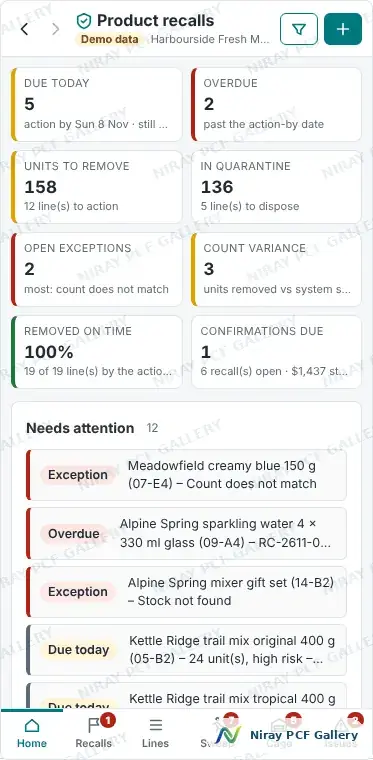 Product recalls
Demo data Harbourside Fresh M...
DUE TODAY
5
action by Sun 8 Nov · still ...
OVERDUE
2
past the action-by date
UNITS TO REMOVE
158
12 line(s) to action
IN QUARANTINE
136
5 line(s) to dispose
OPEN EXCEPTIONS
2
most: count does not match
COUNT VARIANCE
3
units removed vs system s...
REMOVED ON TIME
100%
19 of 19 line(s) by the actio...
CONFIRMATIONS DUE
1
6 recall(s) open · $1,437 st...
Needs attention 12
Exception
Meadowfield creamy blue 150 g
(07-E4) – Count does not match
Overdue
Alpine Spring sparkling water 4 ×
330 ml glass (09-A4) – RC-2611-0...
Exception
Alpine Spring mixer gift set (14-B2)
– Stock not found
Due today
Kettle Ridge trail mix original 400 g
(05-B2) – 24 unit(s), high risk –...
Due today
Kettle Ridge trail mix tropical 400 g
Home
Recalls
1
Lines
Niray PCF Gallery
NIRAY PCF GALLERY